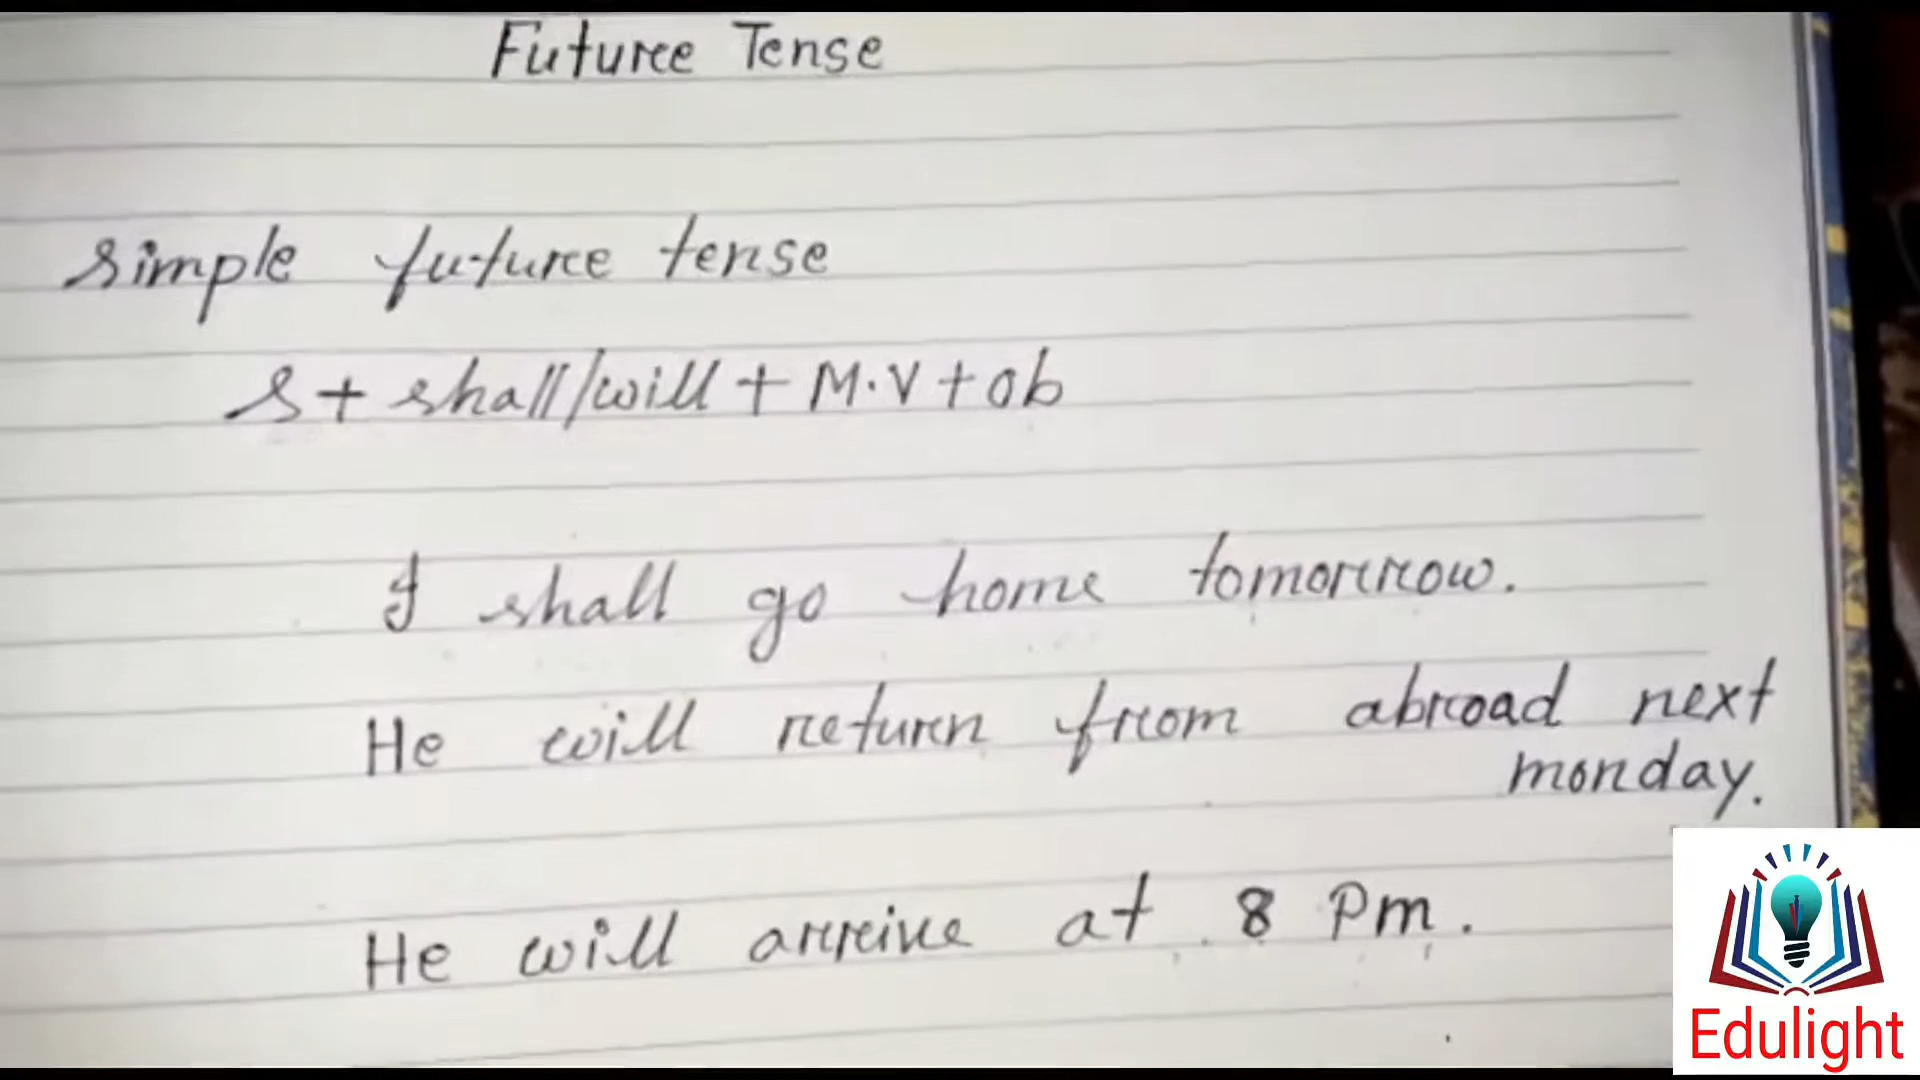 Future Tense
Simple future tense
S + shall/will + M.V + ob
I shall go home tomorrow.
He will return from abroad next
monday.
He will arrive at 8 Pm.
Edulight